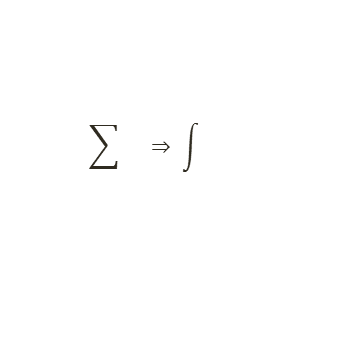 ∑ ⇒ ∫